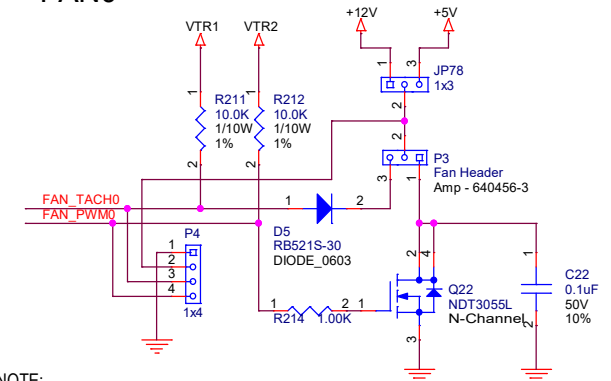 +12V
+5V
VTR1
VTR2
1
3
JP78
1x3
2
1
1
R211
10.0K
1/10W
1%
R212
10.0K
1/10W
1%
2
2
2
P3
Fan Header
Amp - 640456-3
3
1
FAN_TACH0
1
2
FAN_PWM0
D5
RB521S-30
DIODE_0603
P4
1
2
3
4
1x4
2
4
1
C22
0.1uF
50V
10%
2
Q22
NDT3055L
N-Channel
1
2
1
R214
1.00K
3
NOTE: